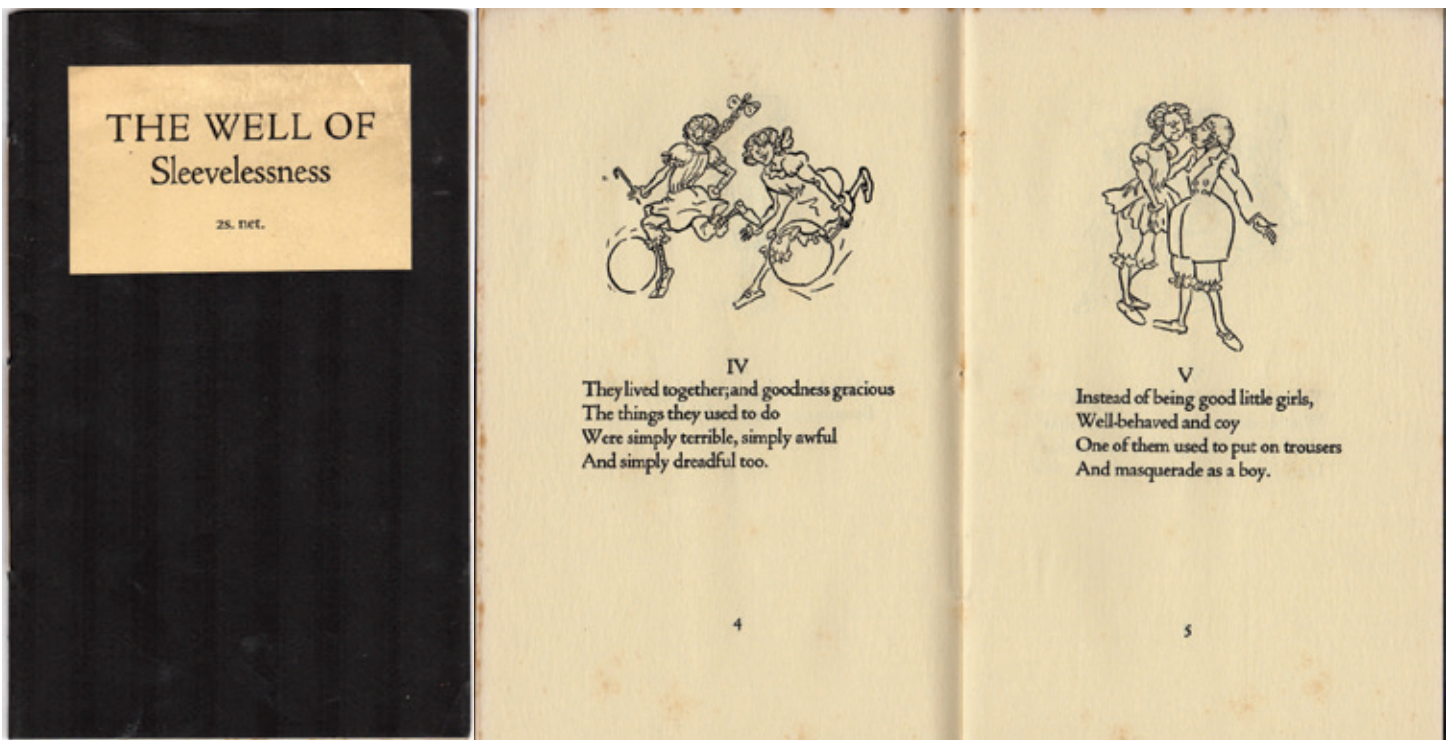 THE WELL OF
Sleevelessness
2s. net.
IV
They lived together; and goodness gracious
The things they used to do
Were simply terrible, simply awful
And simply dreadful too.
4
V
Instead of being good little girls,
Well-behaved and coy
One of them used to put on trousers
And masquerade as a boy.
5